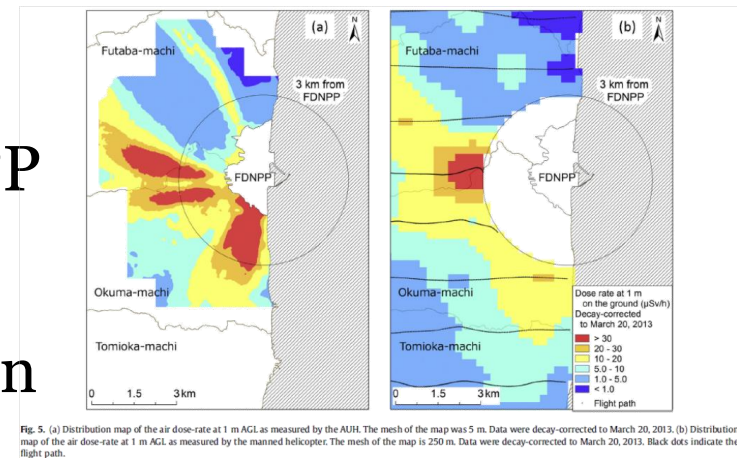 (a)
N
Futaba-machi
3 km from
FDNPP
FDNPP
Okuma-machi
Tomioka-machi
0 1.5 3 km
(b)
N
Futaba-machi
3 km from
FDNPP
FDNPP
Okuma-machi
Tomioka-machi
0 1.5 3 km
Dose rate at 1 m
on the ground (μSv/h)
Decay-corrected
to March 20, 2013
> 30
20 - 30
10 - 20
5.0 - 10
1.0 - 5.0
< 1.0
Flight path
P
n
Fig. 5. (a) Distribution map of the air dose-rate at 1 m AGL as measured by the AUH. The mesh of the map was 5 m. Data were decay-corrected to March 20, 2013. (b) Distribution
map of the air dose-rate at 1 m AGL as measured by the manned helicopter. The mesh of the map is 250 m. Data were decay-corrected to March 20, 2013. Black dots indicate the
flight path.